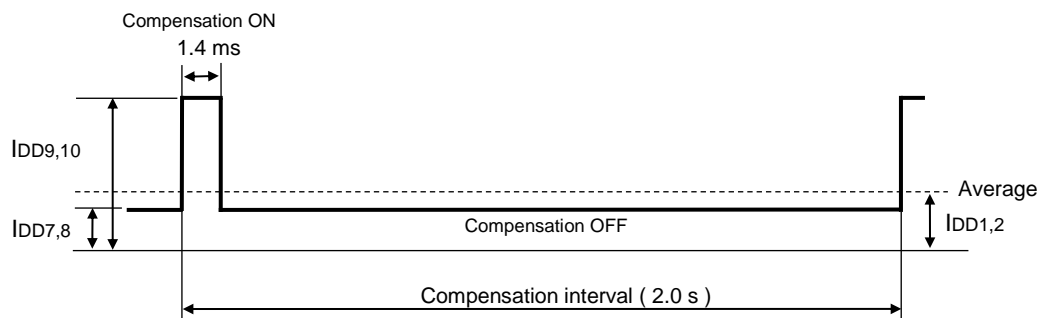 Compensation ON
1.4 ms
IDD9,10
Average
IDD7,8
Compensation OFF
IDD1,2
Compensation interval ( 2.0 s )